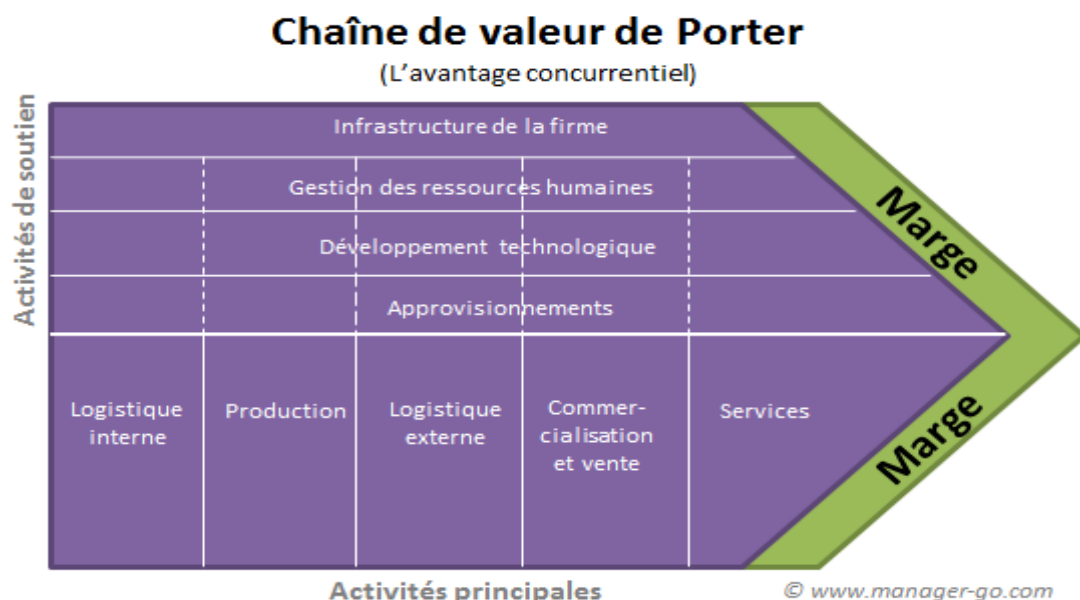 Chaîne de valeur de Porter
(L'avantage concurrentiel)
Activités de soutien
Infrastructure de la firme
Gestion des ressources humaines
Développement technologique
Approvisionnements
Marge
Logistique
interne
Production
Logistique
externe
Commer-
cialisation
et vente
Services
Marge
Activités principales
© www.manager-go.com